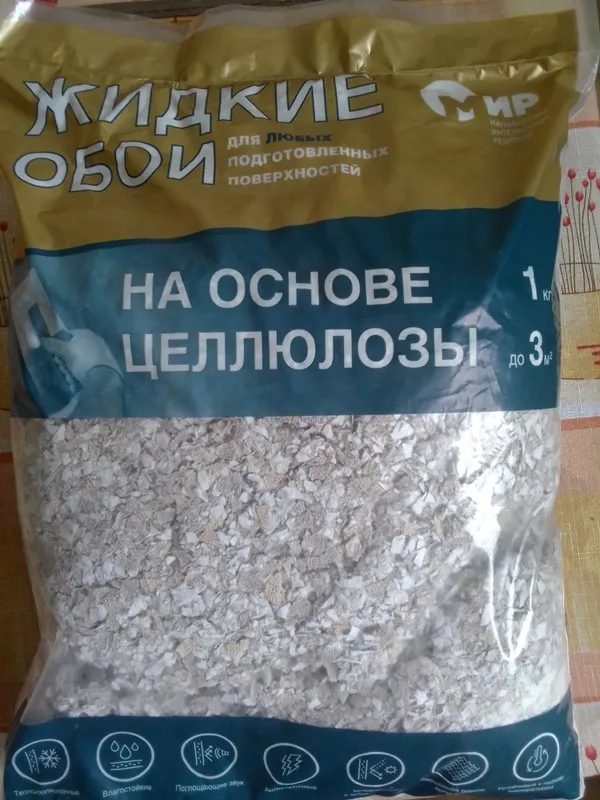 ЖИДКИЕ
ОБОИ
ДЛЯ ЛЮБЫХ
ПОДГОТОВЛЕННЫХ
ПОВЕРХНОСТЕЙ
МИР
НА ОСНОВЕ
ЦЕЛЛЮЛОЗЫ
1 кг
до 3 м²
Влагостойкие
Поглощающие звук